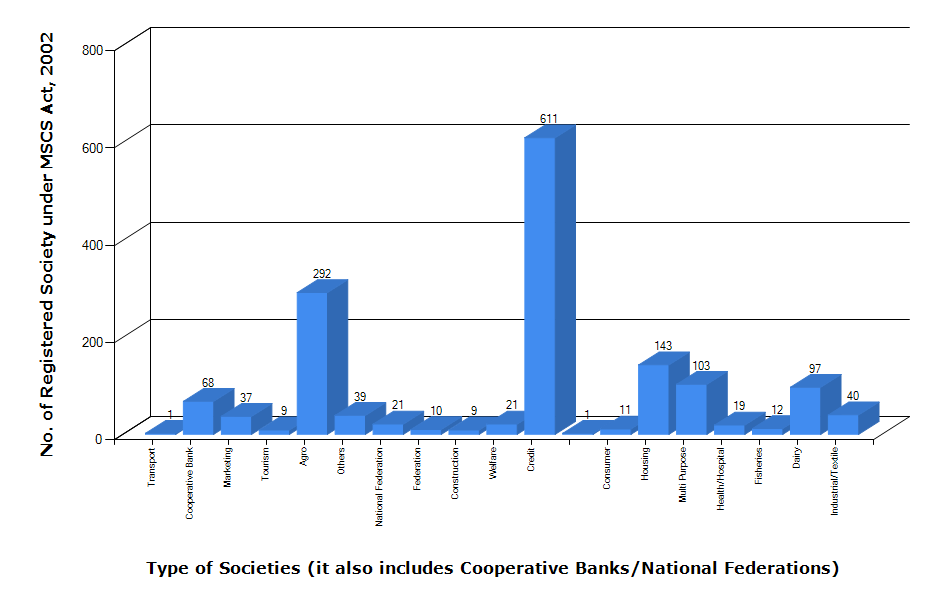 No. of Registered Society under MSCS Act, 2002
800
600
400
200
0
1
68
37
9
292
39
21
10
9
21
611
1
11
143
103
19
12
97
40
Transport
Cooperative Bank
Marketing
Tourism
Agro
Others
National Federation
Federation
Construction
Welfare
Credit
Consumer
Housing
Multi Purpose
Health/Hospital
Fisheries
Dairy
Industrial/Textile
Type of Societies (it also includes Cooperative Banks/National Federations)